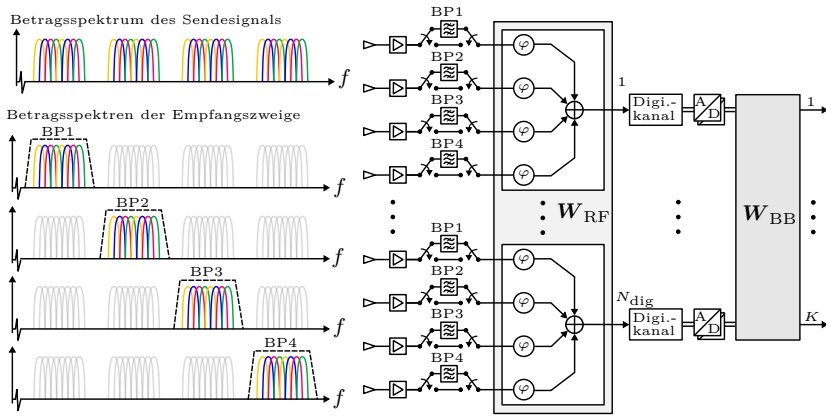 Betragsspektrum des Sendesignals
f
Betragsspektren der Empfangszweige
BP1
f
BP2
f
BP3
f
BP4
f
BP1
φ
BP2
φ
BP3
φ
BP4
φ
1
Digi.-
kanal
A
D
1
W_RF
W_BB
BP1
φ
BP2
φ
BP3
φ
BP4
φ
N_dig
Digi.-
kanal
A
D
K